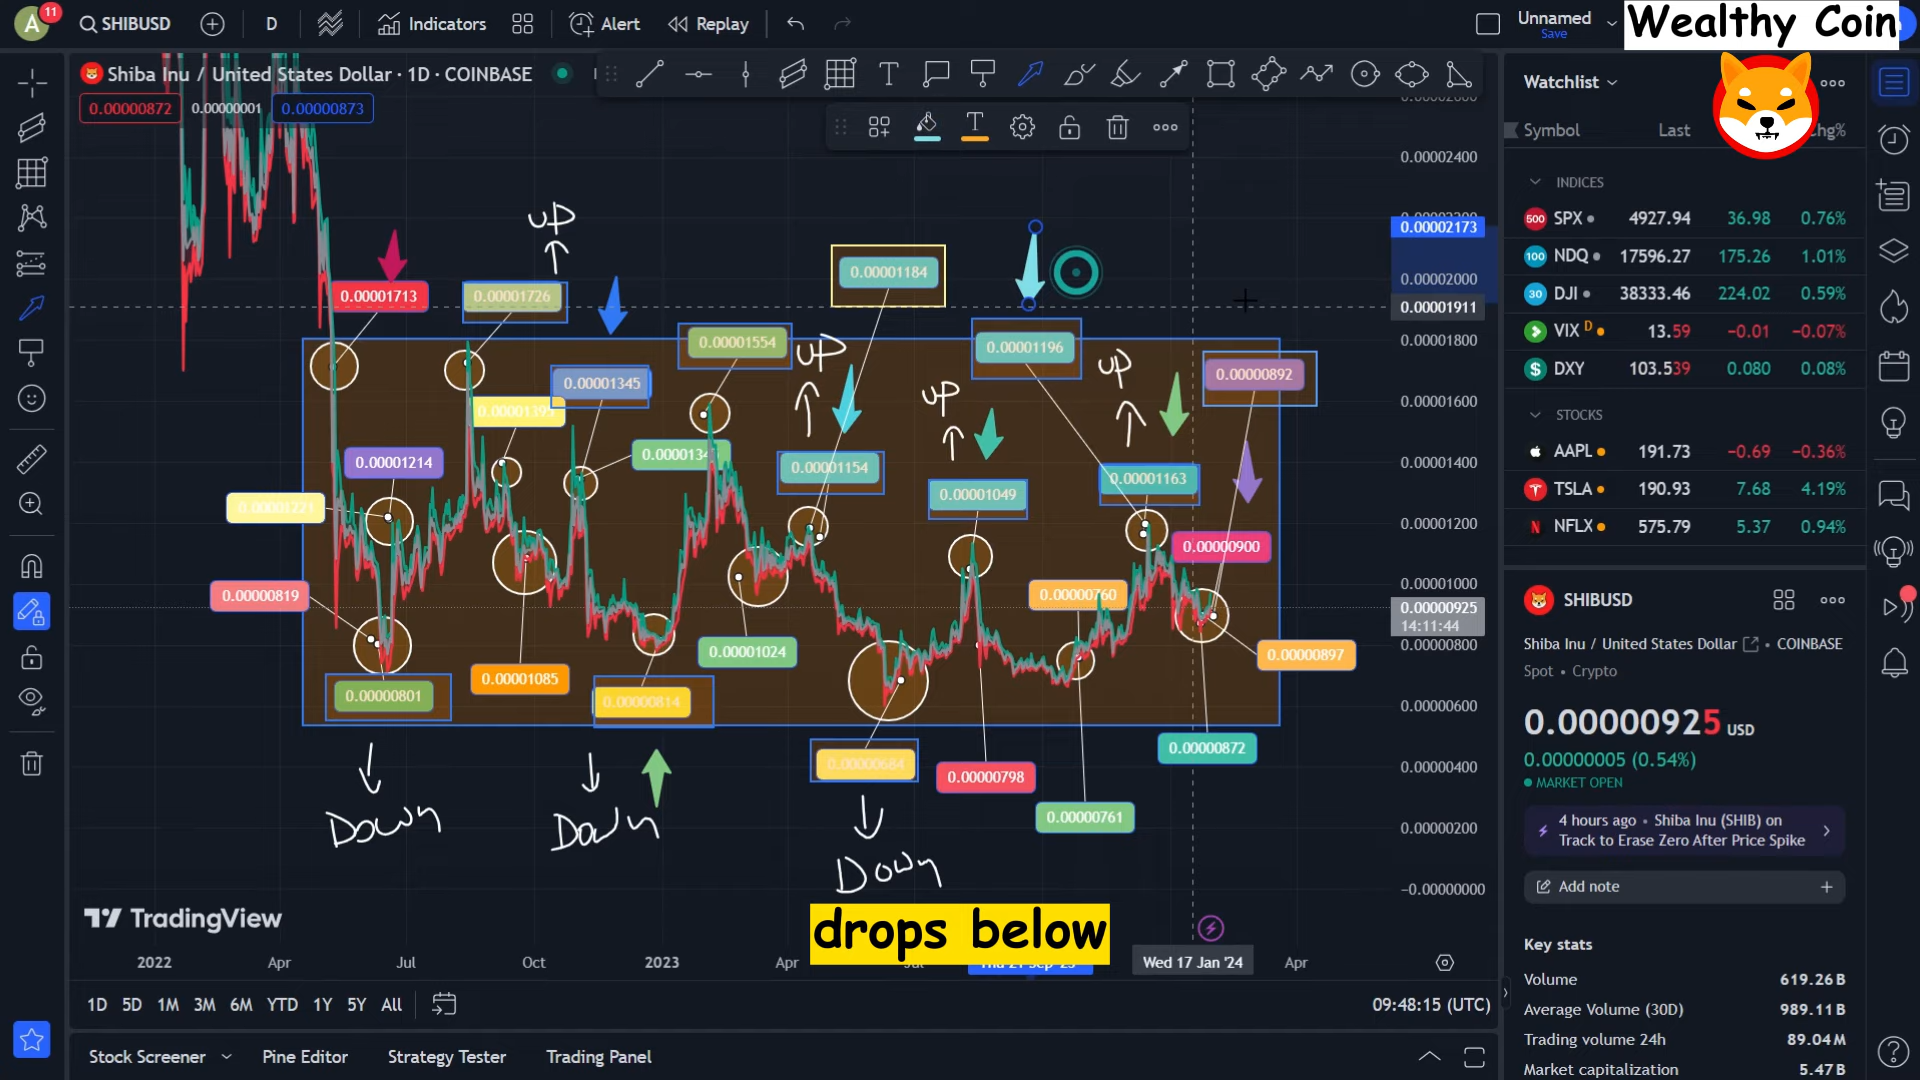 A
11
SHIBUSD
D
Indicators
Alert
Replay
Unnamed
Save
Wealthy Coin
Shiba Inu / United States Dollar · 1D · COINBASE
0.00000872
0.00000001
0.00000873
T
T
Watchlist
Symbol
Last
Chg%
INDICES
500 SPX 4927.94 36.98 0.76%
100 NDQ 17596.27 175.26 1.01%
30 DJI 38333.46 224.02 0.59%
VIX D 13.59 -0.01 -0.07%
$ DXY 103.539 0.080 0.08%
STOCKS
AAPL 191.73 -0.69 -0.36%
TSLA 190.93 7.68 4.19%
N NFLX 575.79 5.37 0.94%
0.00002400
0.00002173
0.00002000
0.00001911
0.00001800
0.00001600
0.00001400
0.00001200
0.00001000
0.00000925
14:11:44
0.00000800
0.00000600
0.00000400
0.00000200
−0.00000000
UP
0.00001184
0.00001713
0.00001726
0.00001554
UP
0.00001196
UP
0.00000892
0.00001345
UP
0.00001214
0.00001154
0.00001163
0.00001049
0.00001221
0.00000900
0.00000819
0.00000760
0.00001024
0.00000897
0.00001085
0.00000801
0.00000814
0.00000872
0.00000684
0.00000798
0.00000761
Down
Down
Down
TradingView
drops below
2022
Apr
Jul
Oct
2023
Apr
Wed 17 Jan '24
Apr
1D
5D
1M
3M
6M
YTD
1Y
5Y
All
09:48:15 (UTC)
Stock Screener
Pine Editor
Strategy Tester
Trading Panel
SHIBUSD
Shiba Inu / United States Dollar • COINBASE
Spot • Crypto
0.00000925 USD
0.00000005 (0.54%)
MARKET OPEN
4 hours ago • Shiba Inu (SHIB) on
Track to Erase Zero After Price Spike
Add note
Key stats
Volume 619.26B
Average Volume (30D) 989.11B
Trading volume 24h 89.04M
Market capitalization 5.47B